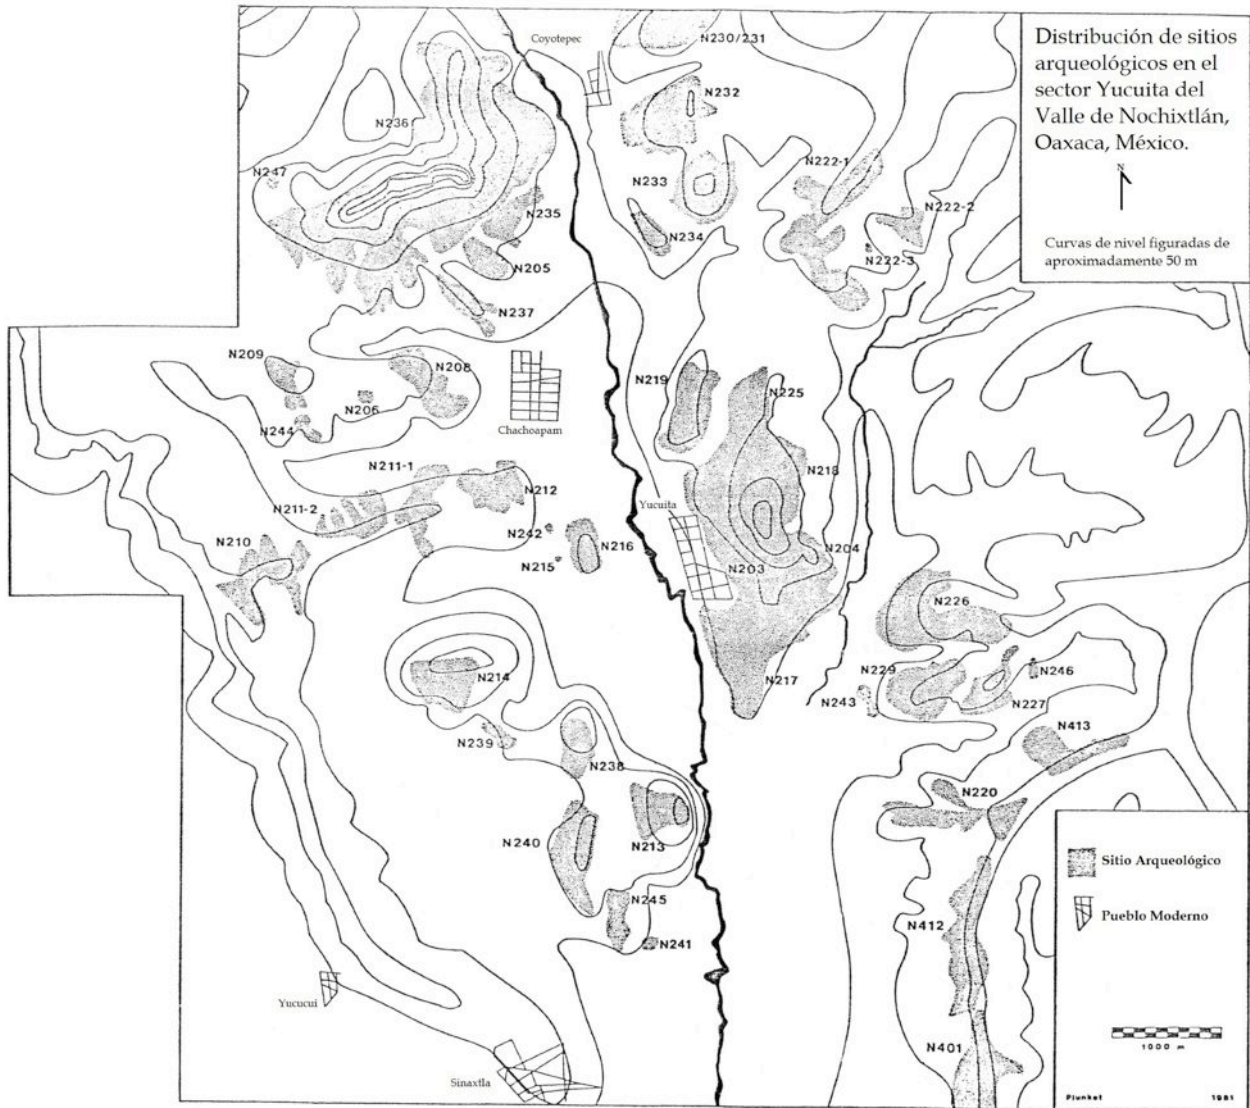 Distribución de sitios
arqueológicos en el
sector Yucuita del
Valle de Nochixtlán,
Oaxaca, México.
N
Curvas de nivel figuradas de
aproximadamente 50 m
Coyotepec
N230/231
N232
N236
N247
N233
N222-1
N235
N234
N222-2
N205
N222-3
N237
N209
N208
N219
N225
N206
Chachoapam
N244
N211-1
N218
N212
N211-2
Yucuita
N210
N242
N216
N204
N215
N203
N226
N214
N217
N229
N246
N243
N227
N239
N413
N238
N220
N240
N213
N245
N412
N241
Yucucuí
N401
Sinaxtla
Sitio Arqueológico
Pueblo Moderno
1000 m
Plunket 1981